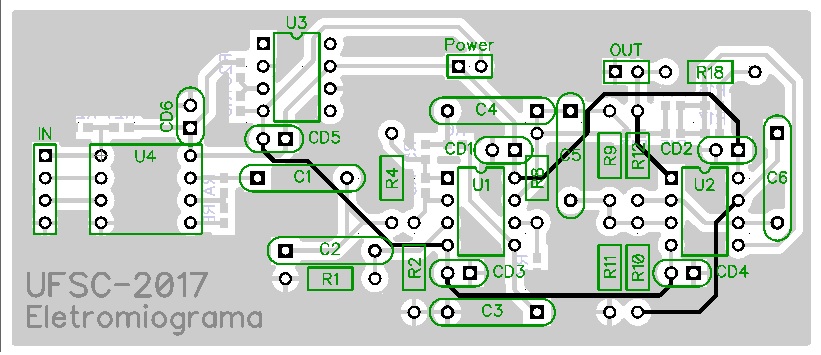 U3
Power
OUT
R18
CD6
C4
IN
CD5
U4
CD1
C5
R9
R12
CD2
C1
R4
U1
R8
U2
C6
C2
R1
R2
CD3
R11
R10
CD4
C3
UFSC-2017
Eletromiograma